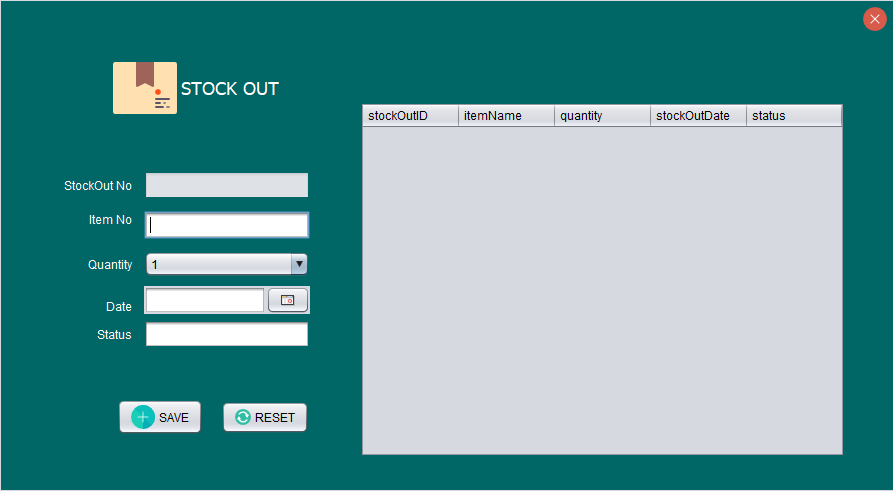 STOCK OUT
stockOutID itemName quantity stockOutDate status
StockOut No
Item No
Quantity 1
Date
Status
SAVE RESET